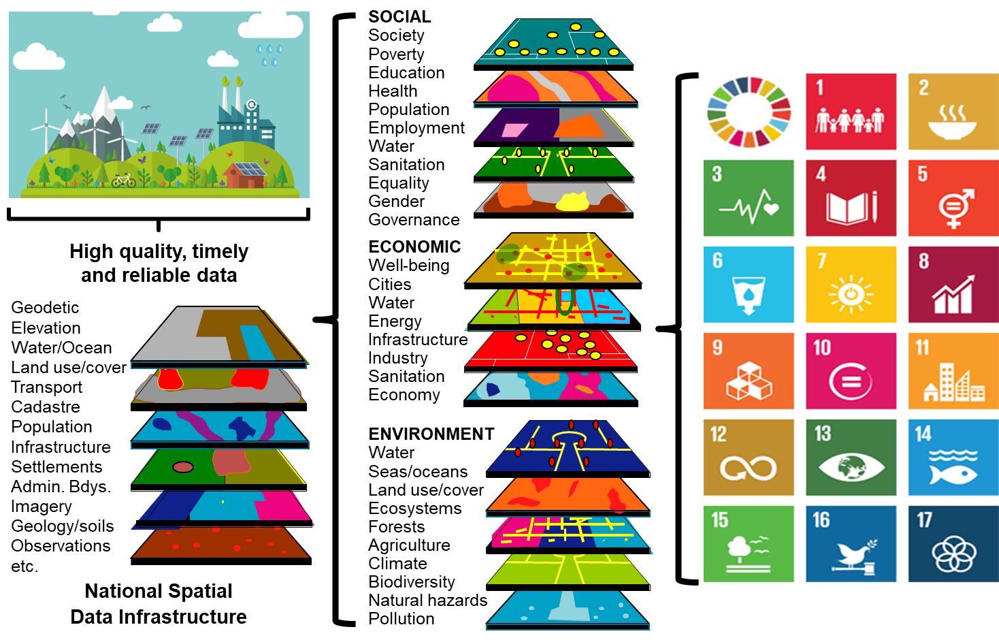 High quality, timely
and reliable data
Geodetic
Elevation
Water/Ocean
Land use/cover
Transport
Cadastre
Population
Infrastructure
Settlements
Admin. Bdys.
Imagery
Geology/soils
Observations
etc.
National Spatial
Data Infrastructure
SOCIAL
Society
Poverty
Education
Health
Population
Employment
Water
Sanitation
Equality
Gender
Governance
ECONOMIC
Well-being
Cities
Water
Energy
Infrastructure
Industry
Sanitation
Economy
ENVIRONMENT
Water
Seas/oceans
Land use/cover
Ecosystems
Forests
Agriculture
Climate
Biodiversity
Natural hazards
Pollution
1
2
3
4
5
6
7
8
9
10
11
12
13
14
15
16
17